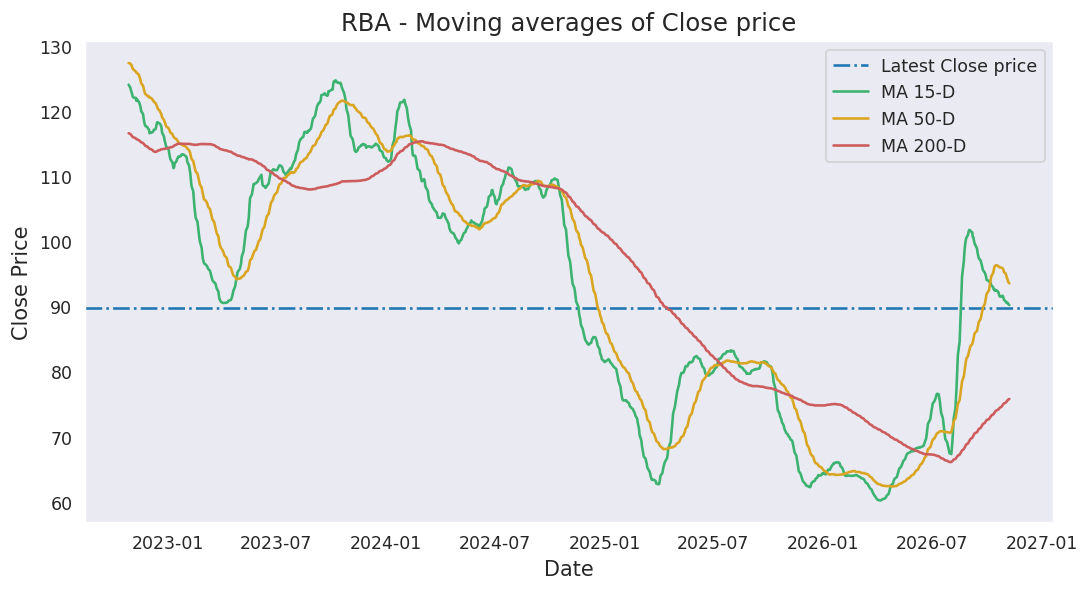 RBA - Moving averages of Close price
130
120
110
100
90
80
70
60
Close Price
Latest Close price
MA 15-D
MA 50-D
MA 200-D
2023-01 2023-07 2024-01 2024-07 2025-01 2025-07 2026-01 2026-07 2027-01
Date